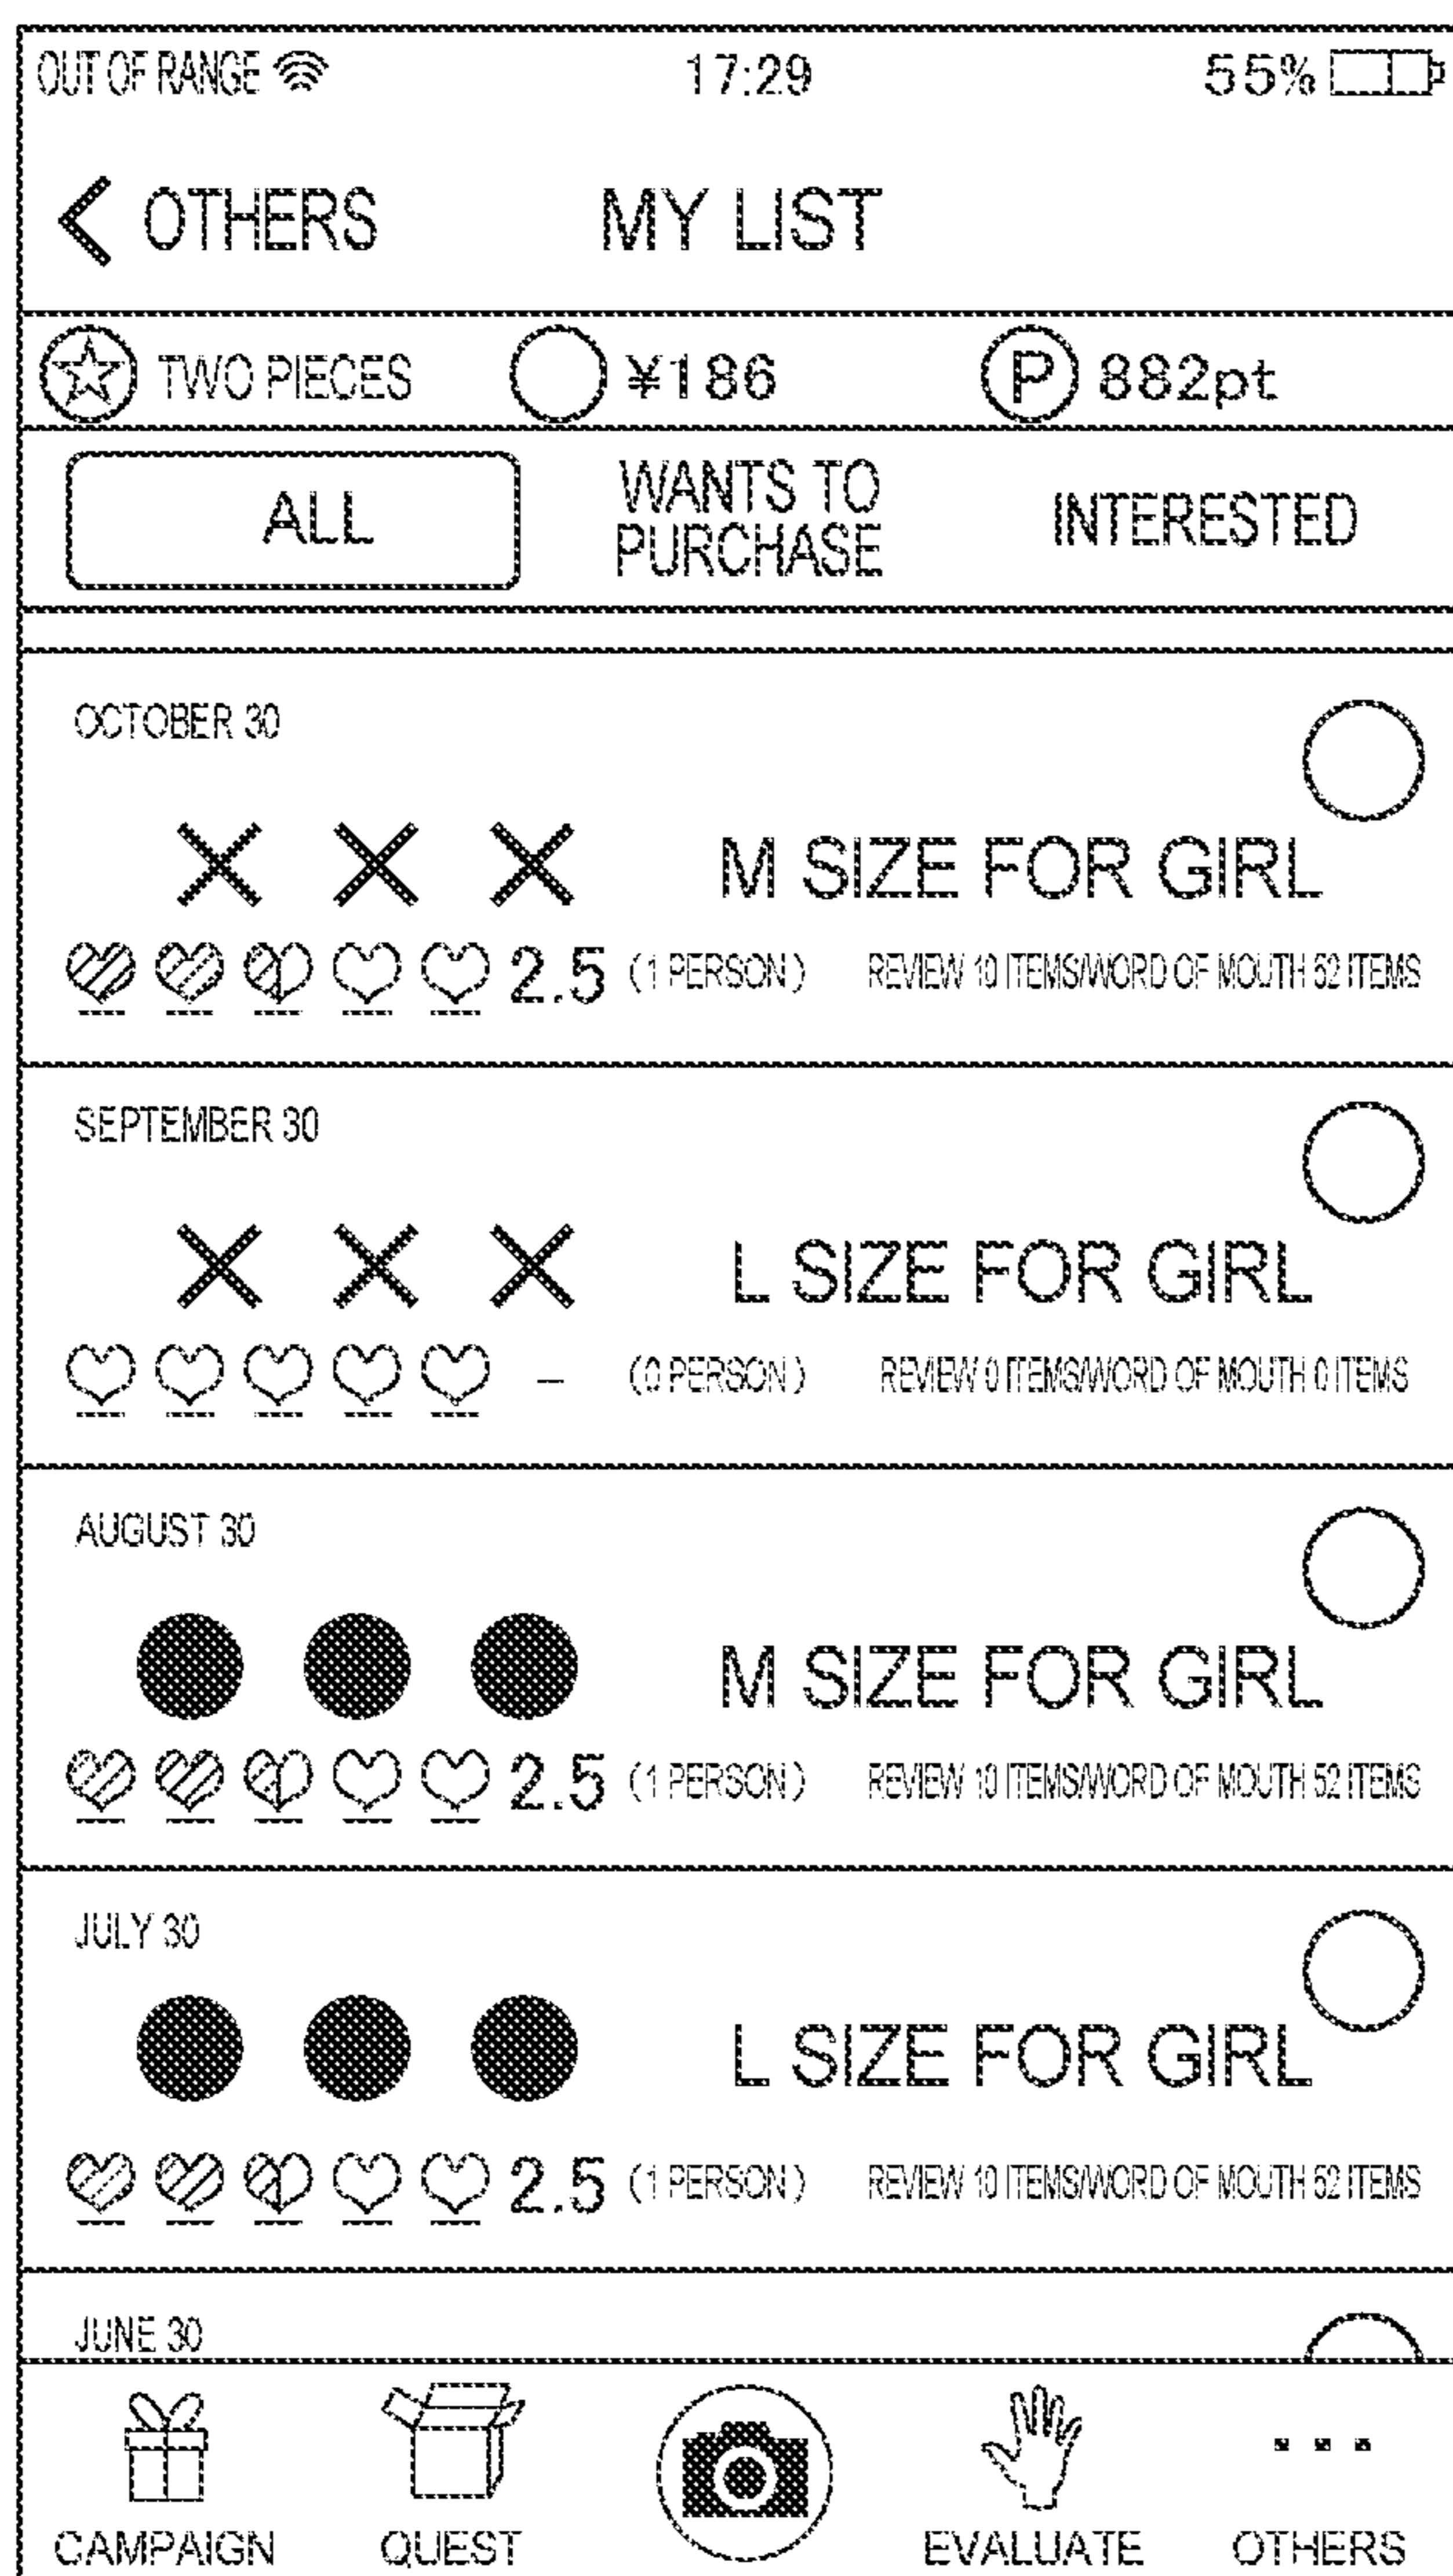 OUT OF RANGE 17:29 55%
< OTHERS MY LIST
TWO PIECES ¥186 P 882pt
ALL WANTS TO PURCHASE INTERESTED
OCTOBER 30
× × × M SIZE FOR GIRL
2.5 (1 PERSON) REVIEW 10 ITEMS/WORD OF MOUTH 52 ITEMS
SEPTEMBER 30
× × × L SIZE FOR GIRL
– (0 PERSON) REVIEW 0 ITEMS/WORD OF MOUTH 0 ITEMS
AUGUST 30
● ● ● M SIZE FOR GIRL
2.5 (1 PERSON) REVIEW 10 ITEMS/WORD OF MOUTH 52 ITEMS
JULY 30
● ● ● L SIZE FOR GIRL
2.5 (1 PERSON) REVIEW 10 ITEMS/WORD OF MOUTH 52 ITEMS
JUNE 30
CAMPAIGN QUEST EVALUATE OTHERS